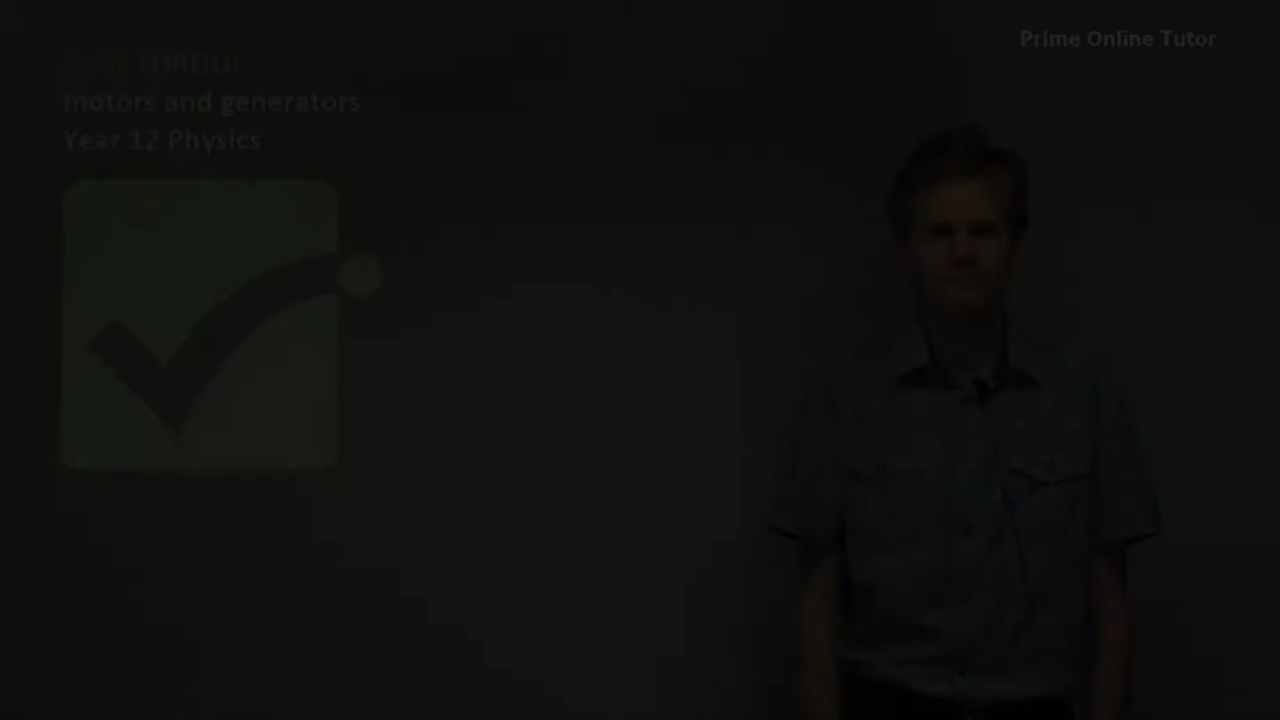 Prime Online Tutor
motors and generators
Year 12 Physics